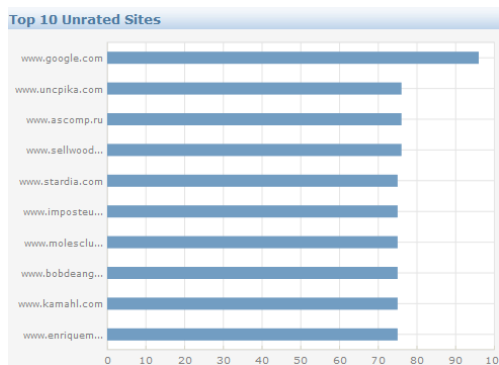 Top 10 Unrated Sites
www.google.com
www.uncpika.com
www.ascomp.ru
www.sellwood...
www.stardia.com
www.imposteu...
www.molesclu...
www.bobdeang...
www.kamahl.com
www.enriquem...
0 10 20 30 40 50 60 70 80 90 100